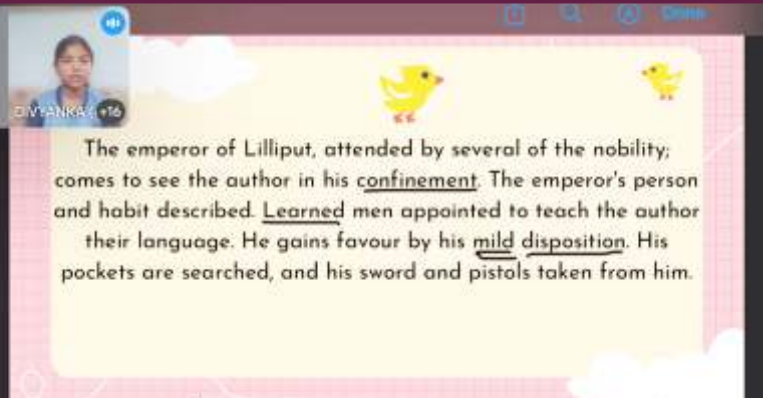 Done
DIVYANKA +16
The emperor of Lilliput, attended by several of the nobility;
comes to see the author in his confinement. The emperor's person
and habit described. Learned men appointed to teach the author
their language. He gains favour by his mild disposition. His
pockets are searched, and his sword and pistols taken from him.